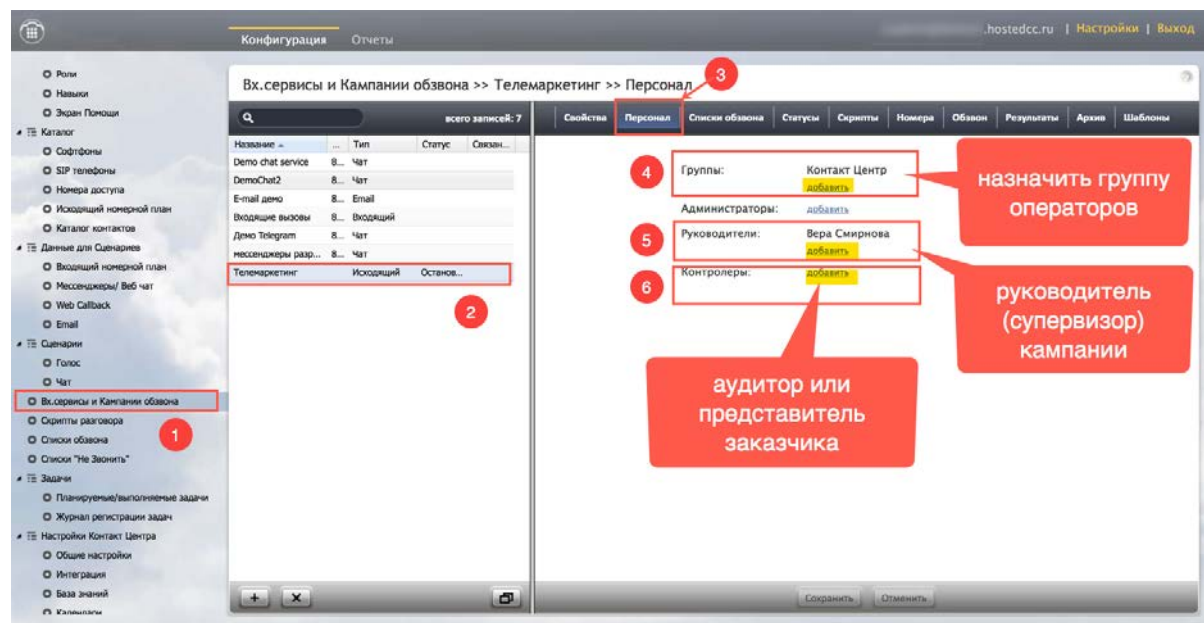 .hostedcc.ru | Настройки | Выход
Конфигурация Отчеты
Роли
Навыки
Экран Помощи
Каталог
Софтфоны
SIP телефоны
Номера доступа
Исходящий номерной план
Каталог контактов
Данные для Сценариев
Входящий номерной план
Мессенджеры/ Веб чат
Web Callback
Email
Сценарии
Голос
Чат
Вх.сервисы и Кампании обзвона
1
Скрипты разговора
Списки обзвона
Списки "Не Звонить"
Задачи
Планируемые/выполняемые задачи
Журнал регистрации задач
Настройки Контакт Центра
Общие настройки
Интеграция
База знаний
Календари
Вх.сервисы и Кампании обзвона >> Телемаркетинг >> Персонал
3
всего записей: 7
Название ... Тип Статус Связан...
Demo chat service 8... Чат
DemoChat2 8... Чат
E-mail демо 8... Email
Входящие вызовы 8... Входящий
Демо Telegram 8... Чат
мессенджеры разр... 8... Чат
Телемаркетинг Исходящий Останов...
2
Свойства Персонал Списки обзвона Статусы Скрипты Номера Обзвон Результаты Архив Шаблоны
4
Группы: Контакт Центр
добавить
Администраторы: добавить
5
Руководители: Вера Смирнова
добавить
6
Контролеры: добавить
назначить группу
операторов
руководитель
(супервизор)
кампании
аудитор или
представитель
заказчика
Сохранить Отменить